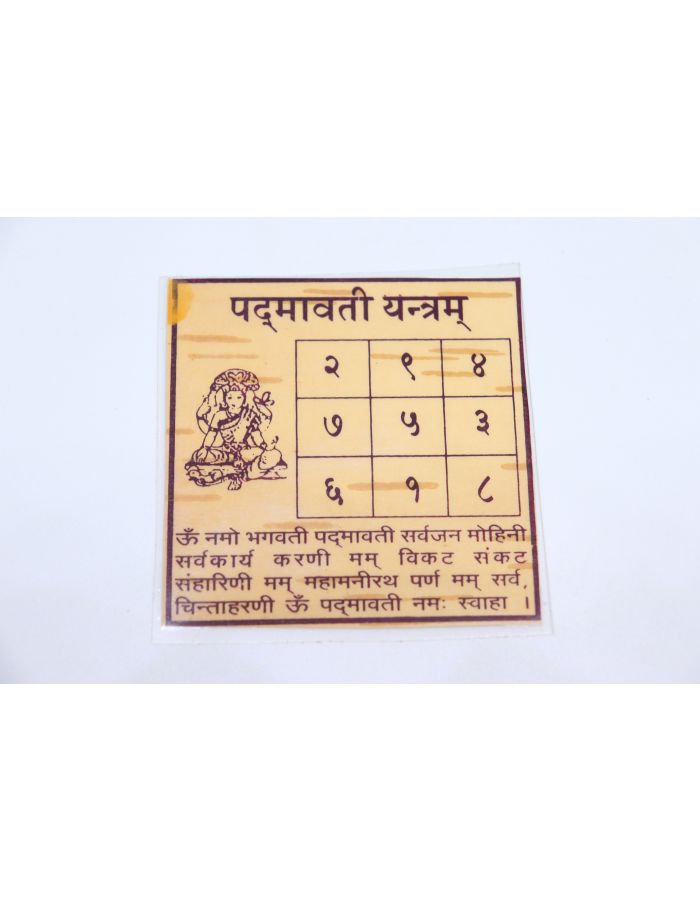 पद्मावती यन्त्रम्
२ ९ ४
७ ५ ३
६ १ ८
ॐ नमो भगवती पद्मावती सर्वजन मोहिनी
सर्वकार्य करणी मम् विकट संकट
संहारिणी मम् महामनीरथ पर्ण मम् सर्व,
चिन्ताहरणी ॐ पद्मावती नमः स्वाहा ।